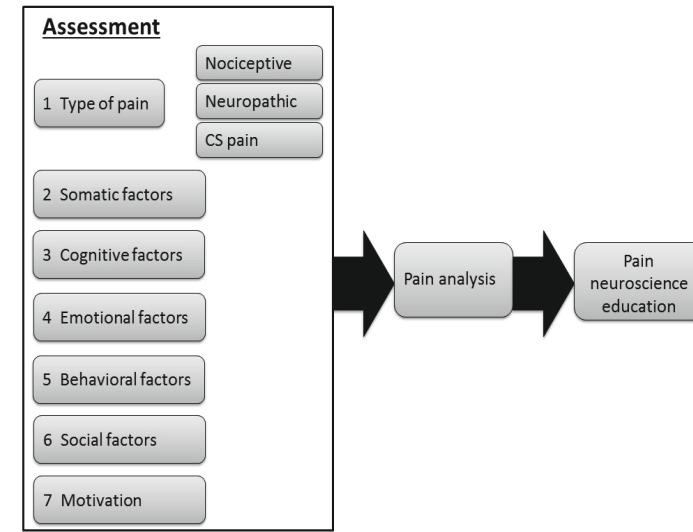 Assessment
1 Type of pain
Nociceptive
Neuropathic
CS pain
2 Somatic factors
3 Cognitive factors
4 Emotional factors
5 Behavioral factors
6 Social factors
7 Motivation
Pain analysis
Pain
neuroscience
education